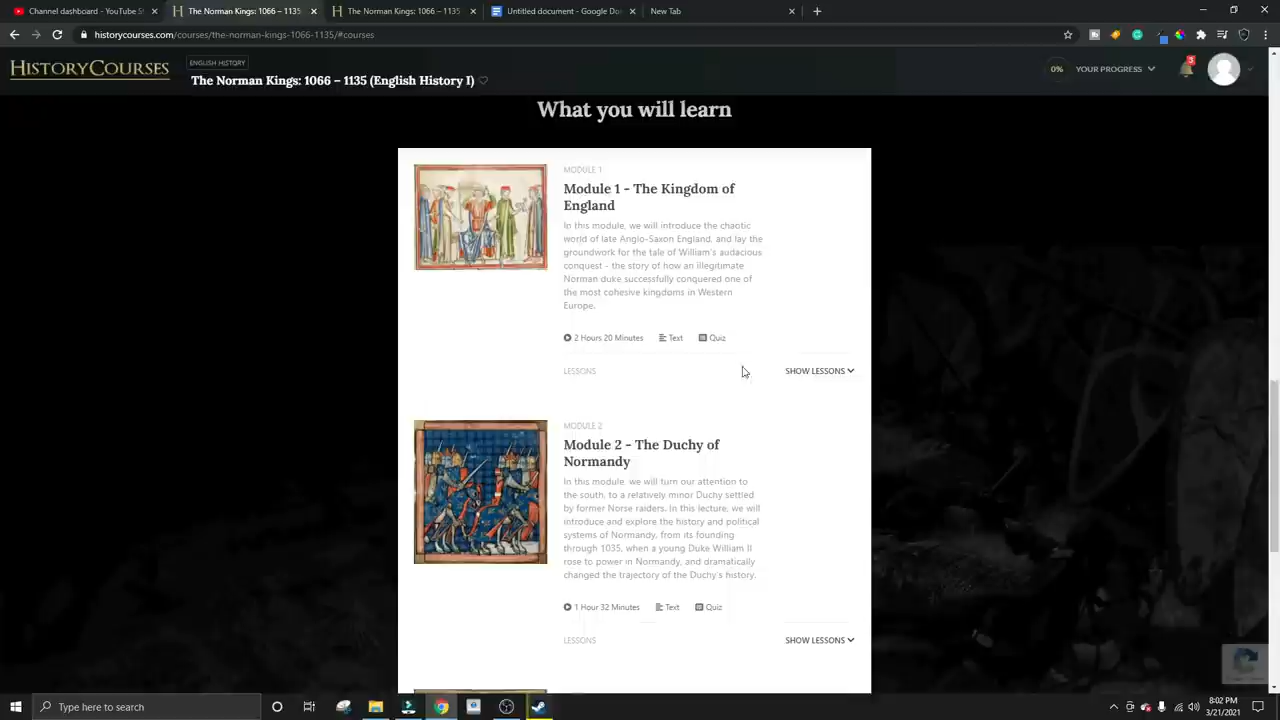 Channel dashboard - YouTube St
The Norman Kings: 1066 – 1135
The Norman Kings: 1066 – 1135
Untitled document - Google Do
New Tab
historycourses.com/courses/the-norman-kings-1066-1135/#courses
HISTORYCOURSES
ENGLISH HISTORY
The Norman Kings: 1066 – 1135 (English History I)
0%
YOUR PROGRESS
3
What you will learn
MODULE 1
Module 1 - The Kingdom of
England
In this module, we will introduce the chaotic
world of late Anglo-Saxon England, and lay the
groundwork for the tale of William's audacious
conquest - the story of how an illegitimate
Norman duke successfully conquered one of
the most cohesive kingdoms in Western
Europe.
2 Hours 20 Minutes
Text
Quiz
LESSONS
SHOW LESSONS
MODULE 2
Module 2 - The Duchy of
Normandy
In this module, we will turn our attention to
the south, to a relatively minor Duchy settled
by former Norse raiders. In this lecture, we will
introduce and explore the history and political
systems of Normandy, from its founding
through 1035, when a young Duke William II
rose to power in Normandy, and dramatically
changed the trajectory of the Duchy's history.
1 Hour 32 Minutes
Text
Quiz
LESSONS
SHOW LESSONS
Type here to search
8:02 PM
3/21/2021